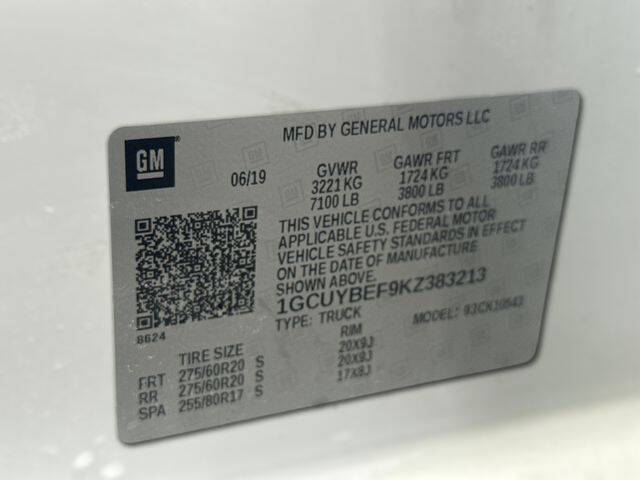 MFD BY GENERAL MOTORS LLC
GM
06/19
GVWR GAWR FRT GAWR RR
3221 KG 1724 KG 1724 KG
7100 LB 3800 LB 3800 LB
THIS VEHICLE CONFORMS TO ALL
APPLICABLE U.S. FEDERAL MOTOR
VEHICLE SAFETY STANDARDS IN EFFECT
ON THE DATE OF MANUFACTURE
SHOWN ABOVE.
1GCUYBEF9KZ383213
TYPE: TRUCK MODEL: 93CK10543
8624
TIRE SIZE RIM
FRT 275/60R20 S 20X9J
RR 275/60R20 S 20X9J
SPA 255/80R17 S 17X8J